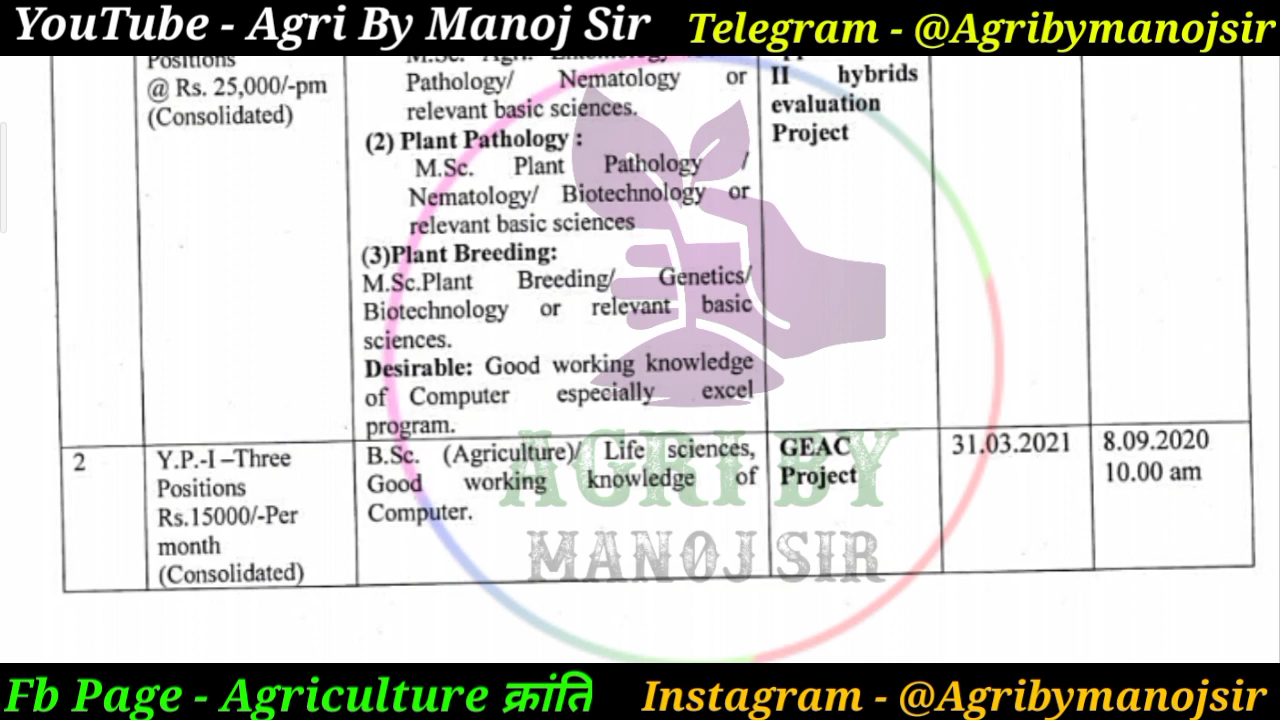 YouTube - Agri By Manoj Sir
Telegram - @Agribymanojsir
Positions
@ Rs. 25,000/-pm
(Consolidated)
M.Sc. Agri.
Pathology/ Nematology or
relevant basic sciences.
(2) Plant Pathology :
M.Sc. Plant Pathology /
Nematology/ Biotechnology or
relevant basic sciences
(3)Plant Breeding:
M.Sc.Plant Breeding/ Genetics/
Biotechnology or relevant basic
sciences.
Desirable: Good working knowledge
of Computer especially excel
program.
II hybrids
evaluation
Project
2
Y.P.-I –Three
Positions
Rs.15000/-Per
month
(Consolidated)
B.Sc. (Agriculture)/ Life sciences,
Good working knowledge of
Computer.
GEAC
Project
31.03.2021
8.09.2020
10.00 am
AGRI BY
MANOJ SIR
Fb Page - Agriculture क्रांति
Instagram - @Agribymanojsir